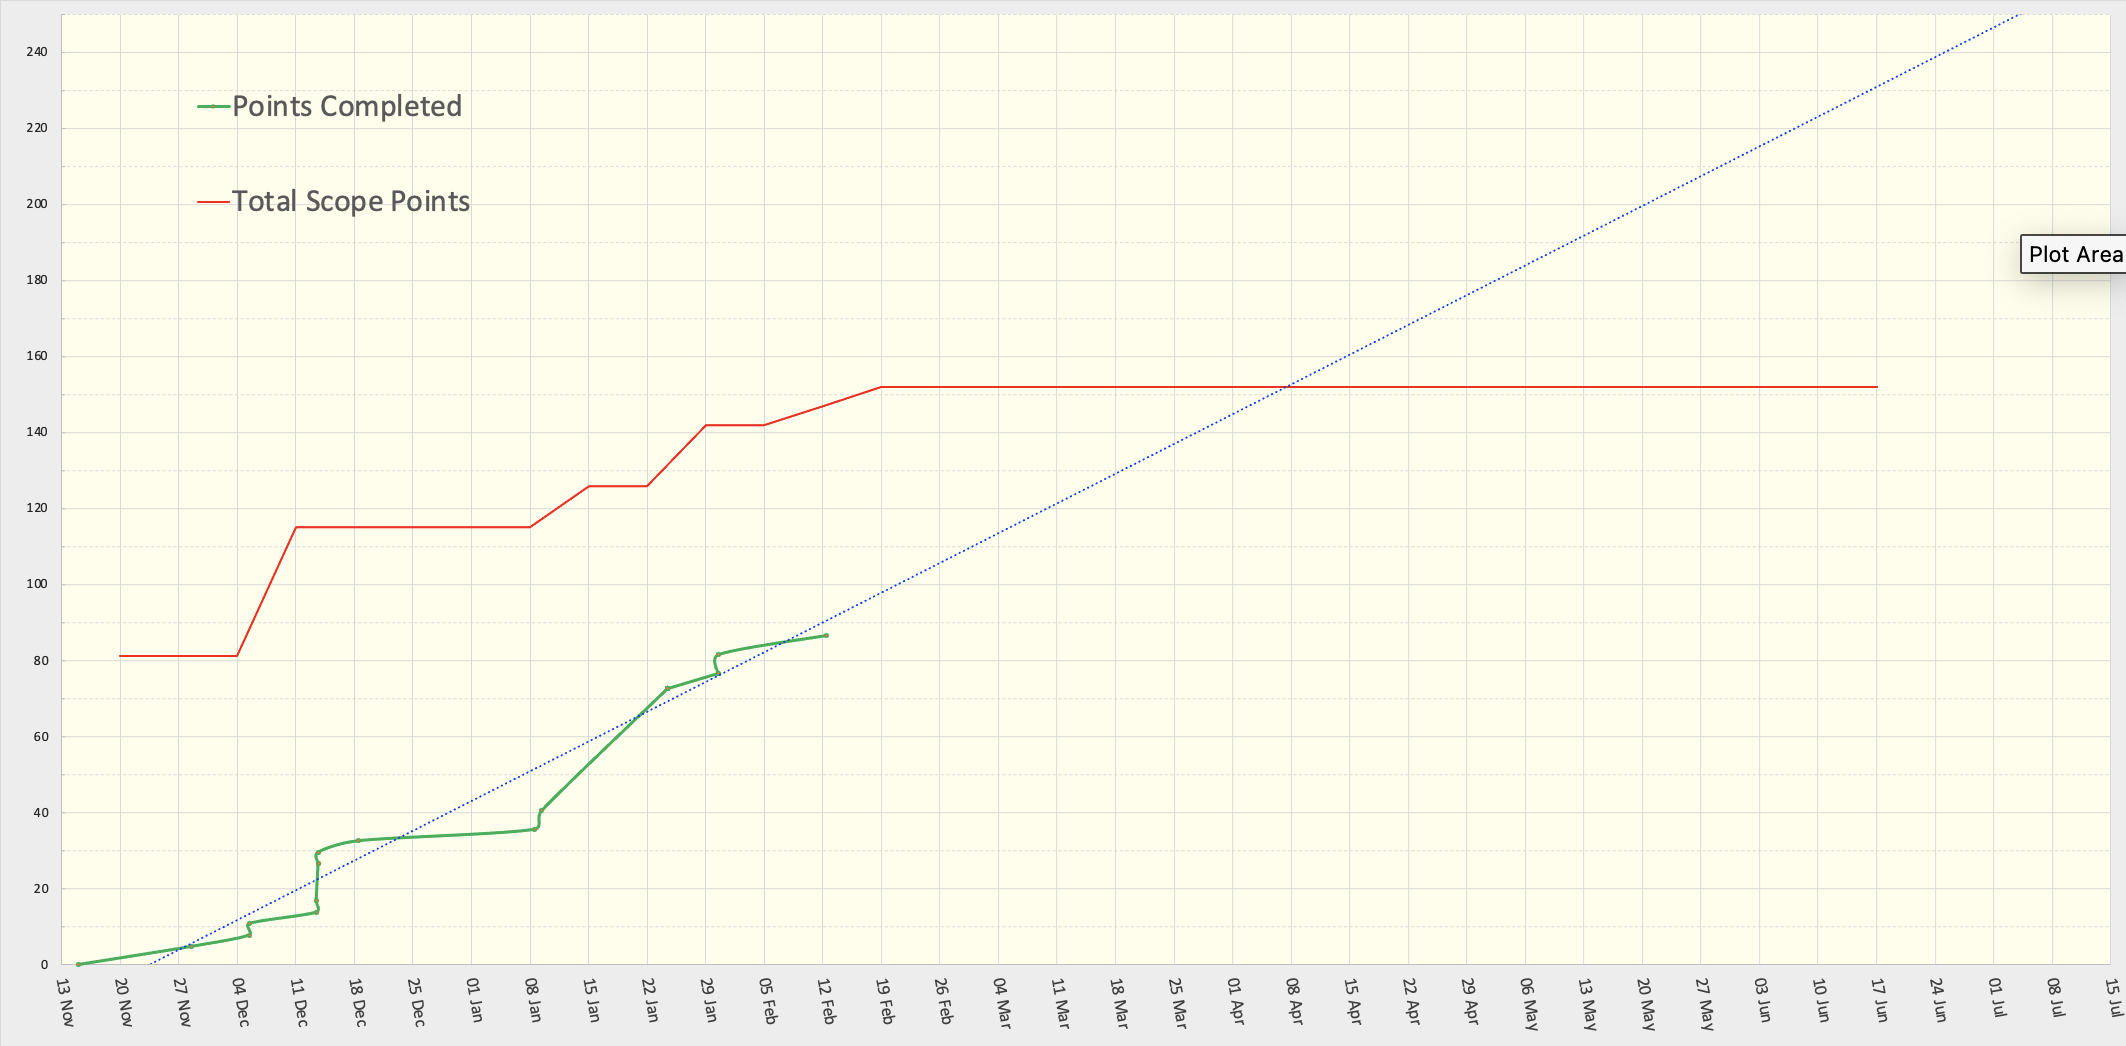 240
220
200
180
160
140
120
100
80
60
40
20
0
Points Completed
Total Scope Points
Plot Area
13 Nov
20 Nov
27 Nov
04 Dec
11 Dec
18 Dec
25 Dec
01 Jan
08 Jan
15 Jan
22 Jan
29 Jan
05 Feb
12 Feb
19 Feb
26 Feb
04 Mar
11 Mar
18 Mar
25 Mar
01 Apr
08 Apr
15 Apr
22 Apr
29 Apr
06 May
13 May
20 May
27 May
03 Jun
10 Jun
17 Jun
24 Jun
01 Jul
08 Jul
15 Jul